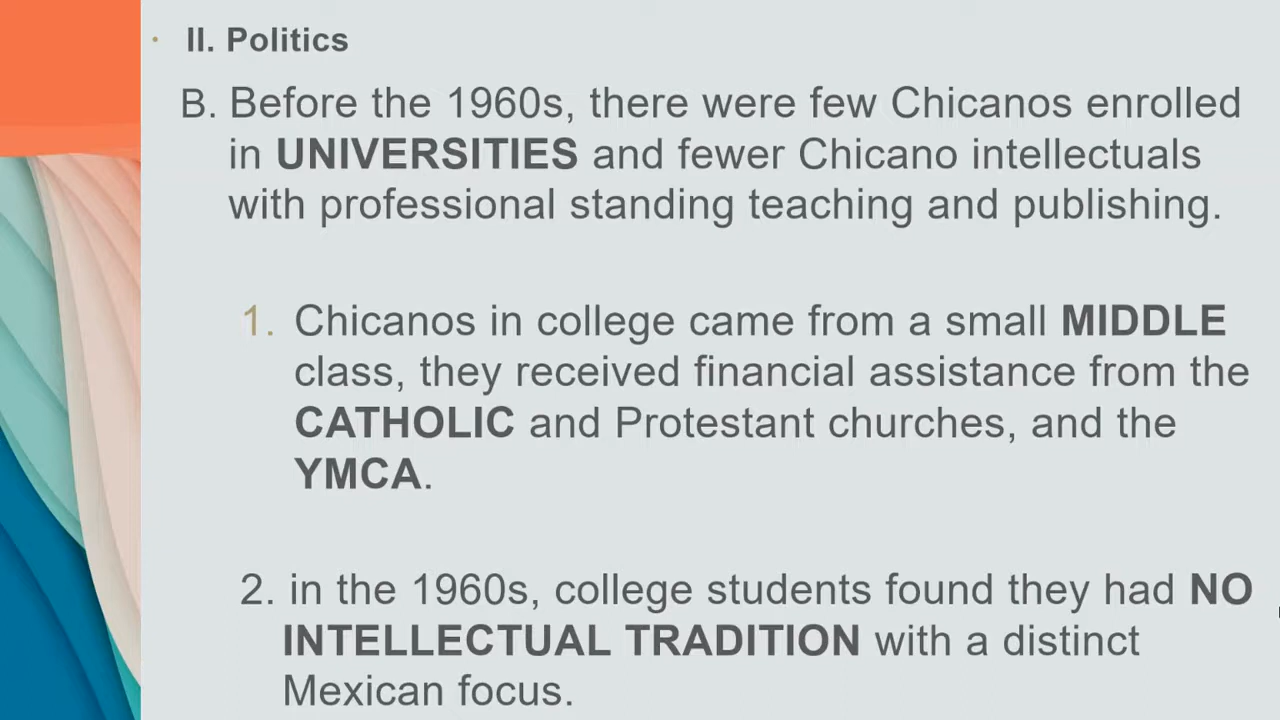 · II. Politics
B. Before the 1960s, there were few Chicanos enrolled
in UNIVERSITIES and fewer Chicano intellectuals
with professional standing teaching and publishing.
1. Chicanos in college came from a small MIDDLE
class, they received financial assistance from the
CATHOLIC and Protestant churches, and the
YMCA.
2. in the 1960s, college students found they had NO
INTELLECTUAL TRADITION with a distinct
Mexican focus.